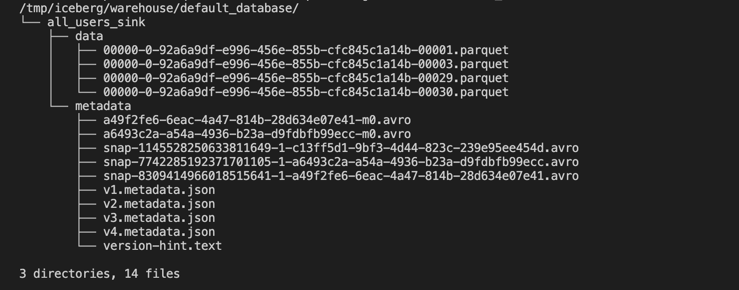 /tmp/iceberg/warehouse/default_database/
└── all_users_sink
    ├── data
    │   ├── 00000-0-92a6a9df-e996-456e-855b-cfc845c1a14b-00001.parquet
    │   ├── 00000-0-92a6a9df-e996-456e-855b-cfc845c1a14b-00003.parquet
    │   ├── 00000-0-92a6a9df-e996-456e-855b-cfc845c1a14b-00029.parquet
    │   └── 00000-0-92a6a9df-e996-456e-855b-cfc845c1a14b-00030.parquet
    └── metadata
        ├── a49f2fe6-6eac-4a47-814b-28d634e07e41-m0.avro
        ├── a6493c2a-a54a-4936-b23a-d9fdbfb99ecc-m0.avro
        ├── snap-1145528250633811649-1-c13ff5d1-9bf3-4d44-823c-239e95ee454d.avro
        ├── snap-7742285192371701105-1-a6493c2a-a54a-4936-b23a-d9fdbfb99ecc.avro
        ├── snap-8309414966018515641-1-a49f2fe6-6eac-4a47-814b-28d634e07e41.avro
        ├── v1.metadata.json
        ├── v2.metadata.json
        ├── v3.metadata.json
        ├── v4.metadata.json
        └── version-hint.text

3 directories, 14 files